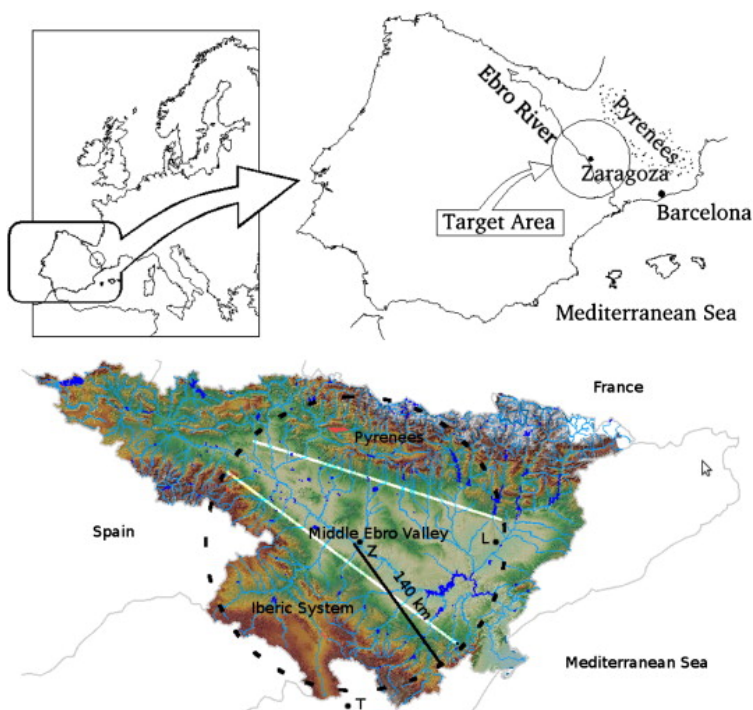 Ebro River
Pyrenees
Zaragoza
Target Area
Barcelona
Mediterranean Sea
France
Pyrenees
Spain
Middle Ebro Valley
L
Z
140 km
Iberic System
Mediterranean Sea
T